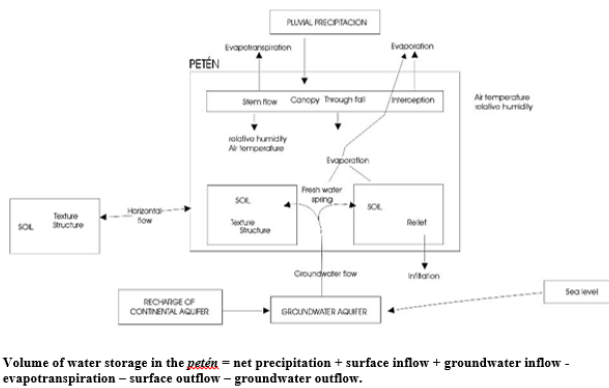 PLUVIAL PRECIPITACION
Evapotranspiration
Evaporation
PETÉN
Stem flow Canopy Through fall Interception
Air temperature
relative humidity
relative humidity
Air temperature
Evaporation
SOIL
Texture
Structure
Fresh water
spring
SOIL
Relief
SOIL
Texture
Structure
Horizontal
flow
Groundwater flow
Infiltration
Sea level
RECHARGE OF
CONTINENTAL AQUIFER
GROUNDWATER AQUIFER
Volume of water storage in the petén = net precipitation + surface inflow + groundwater inflow -
evapotranspiration – surface outflow – groundwater outflow.